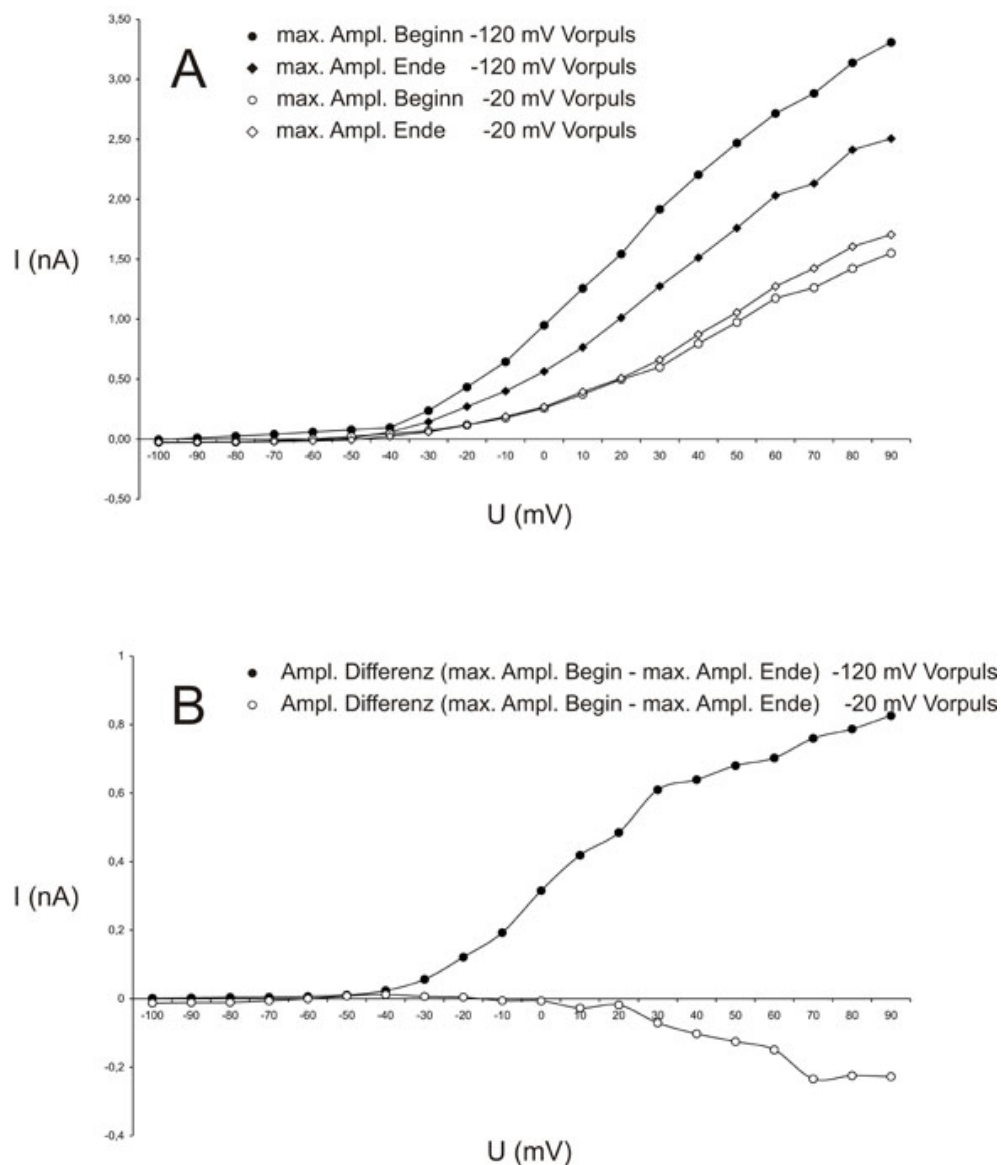 3,50
A
max. Ampl. Beginn -120 mV Vorpuls
max. Ampl. Ende -120 mV Vorpuls
max. Ampl. Beginn -20 mV Vorpuls
max. Ampl. Ende -20 mV Vorpuls
3,00
2,50
2,00
I (nA)
1,50
1,00
0,50
0,00
-100 -90 -80 -70 -60 -50 -40 -30 -20 -10 0 10 20 30 40 50 60 70 80 90
-0,50
U (mV)
1
B
Ampl. Differenz (max. Ampl. Begin - max. Ampl. Ende) -120 mV Vorpuls
Ampl. Differenz (max. Ampl. Begin - max. Ampl. Ende) -20 mV Vorpuls
0,8
0,6
0,4
I (nA)
0,2
0
-100 -90 -80 -70 -60 -50 -40 -30 -20 -10 0 10 20 30 40 50 60 70 80 90
-0,2
-0,4
U (mV)